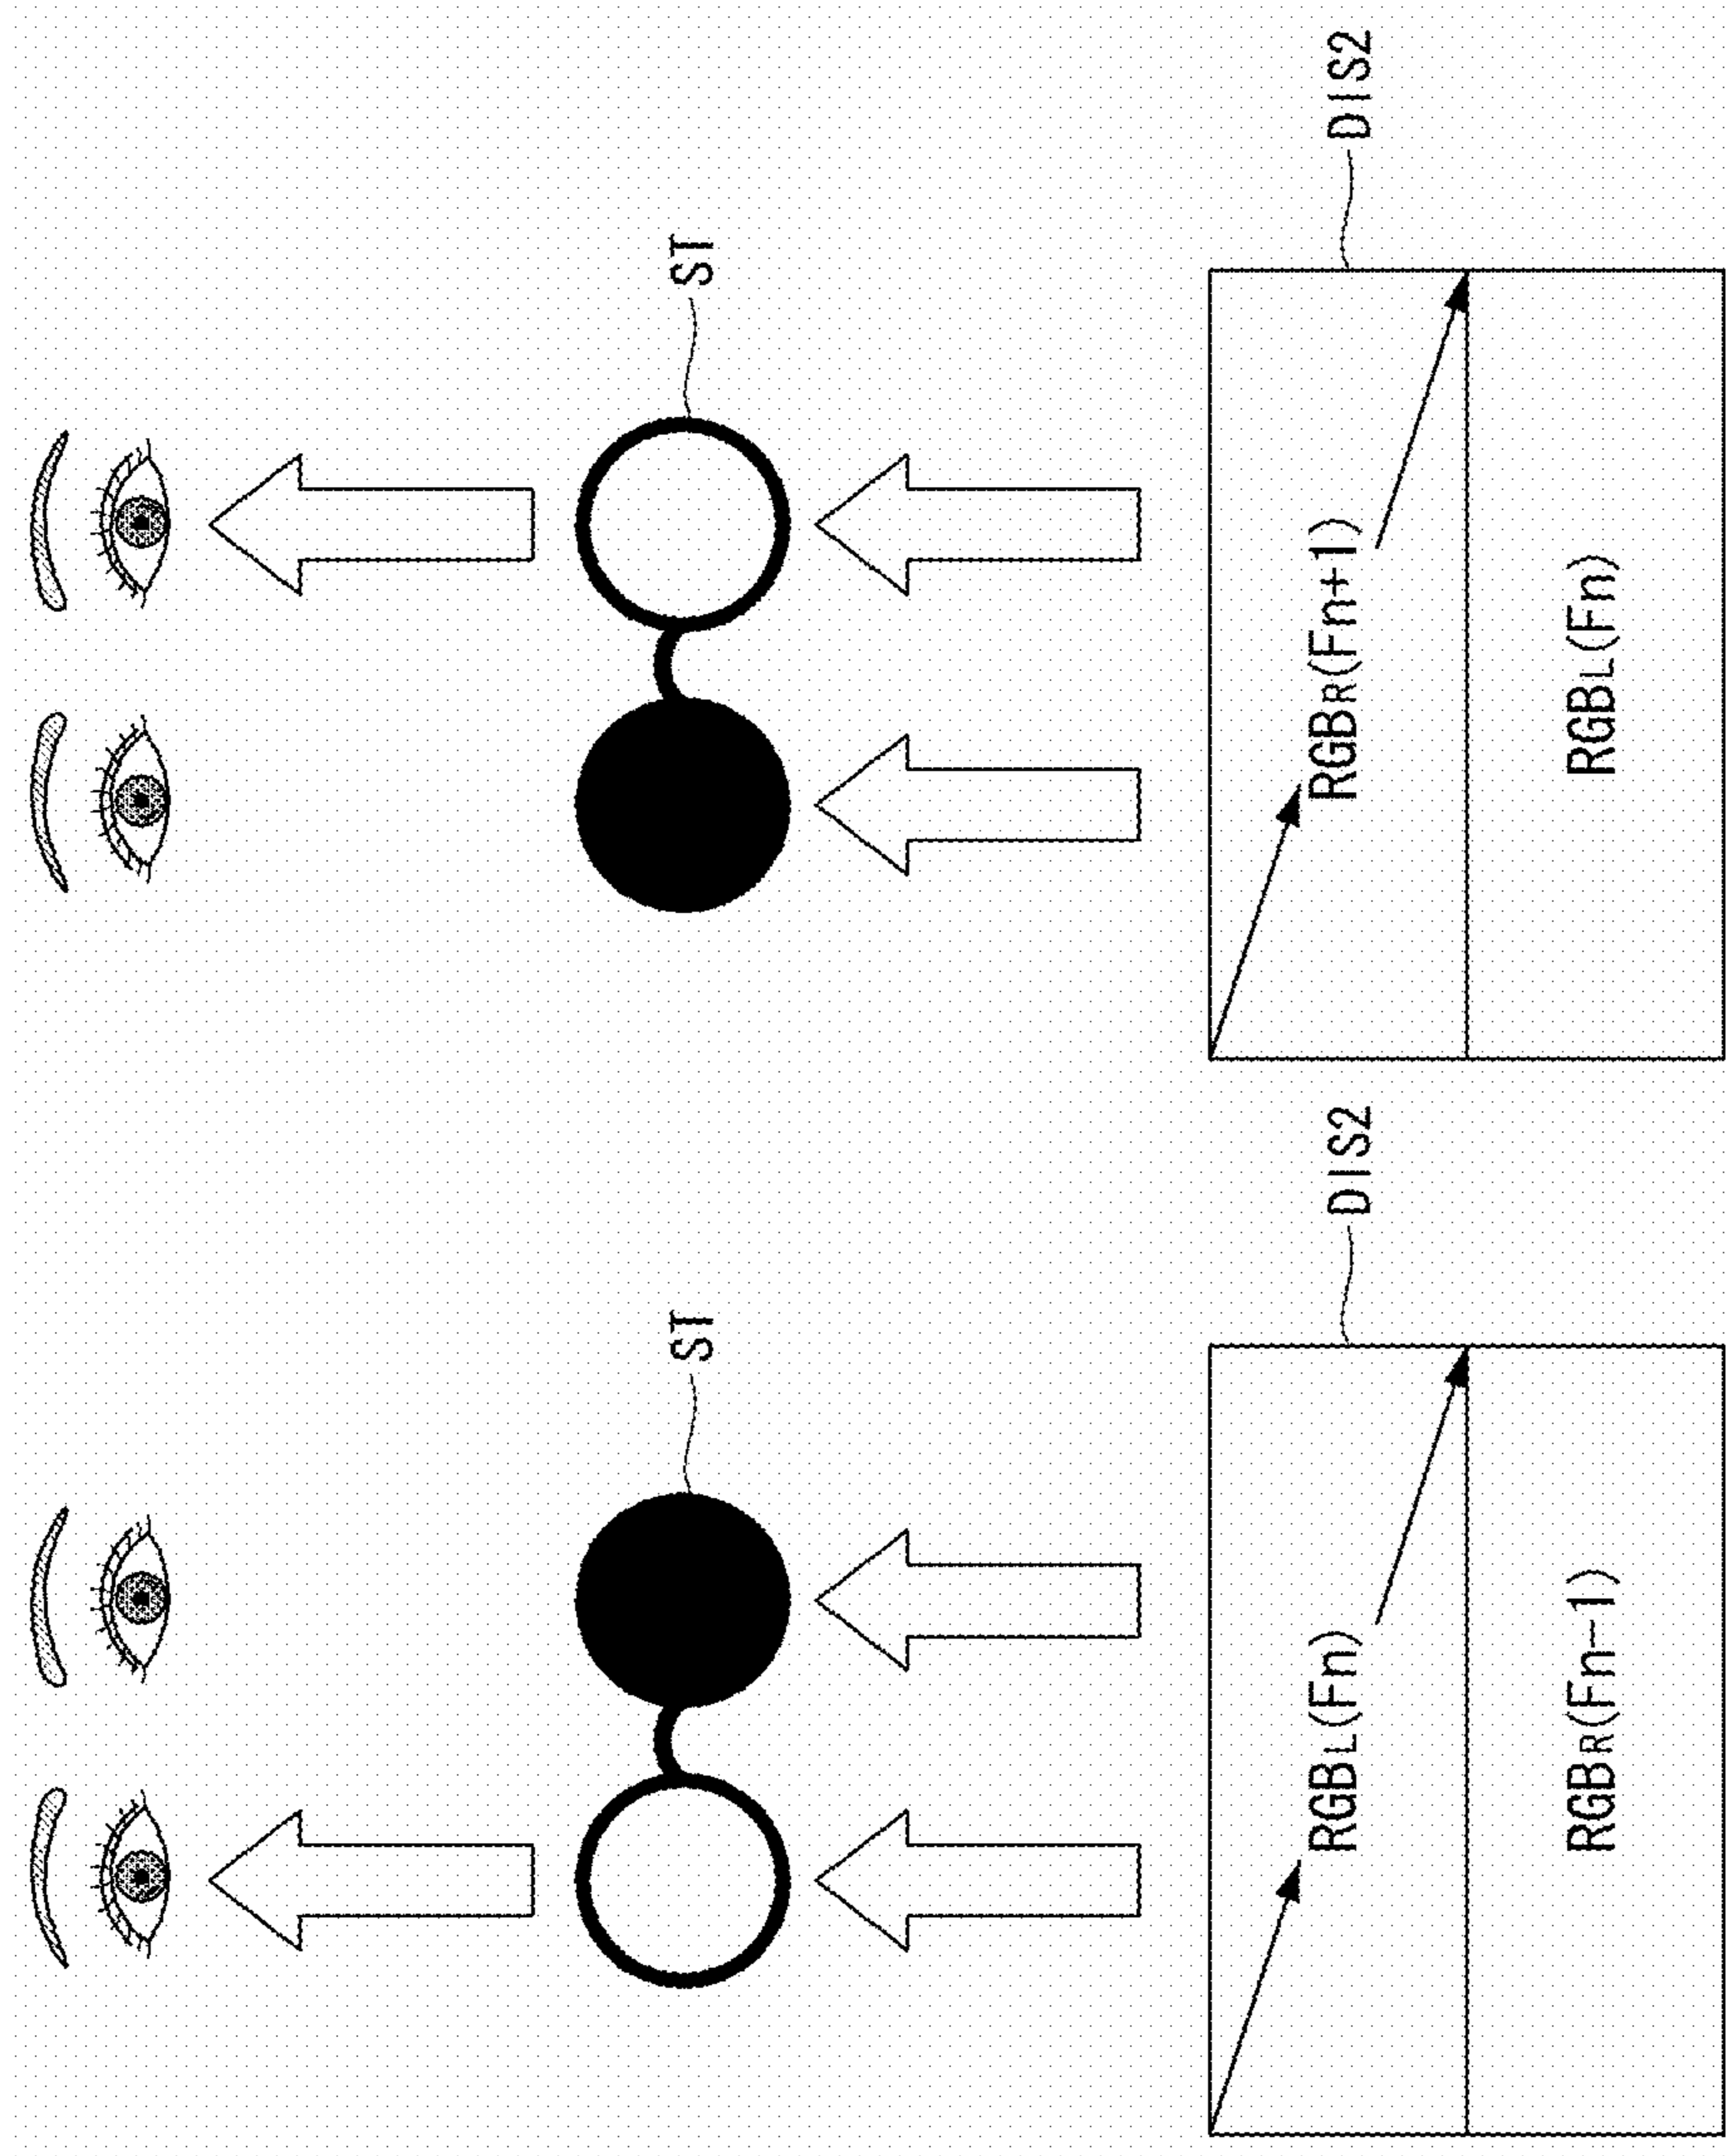 ST
ST
RGBL(Fn)
DIS2
RGBR(Fn+1)
DIS2
RGBR(Fn-1)
RGBL(Fn)